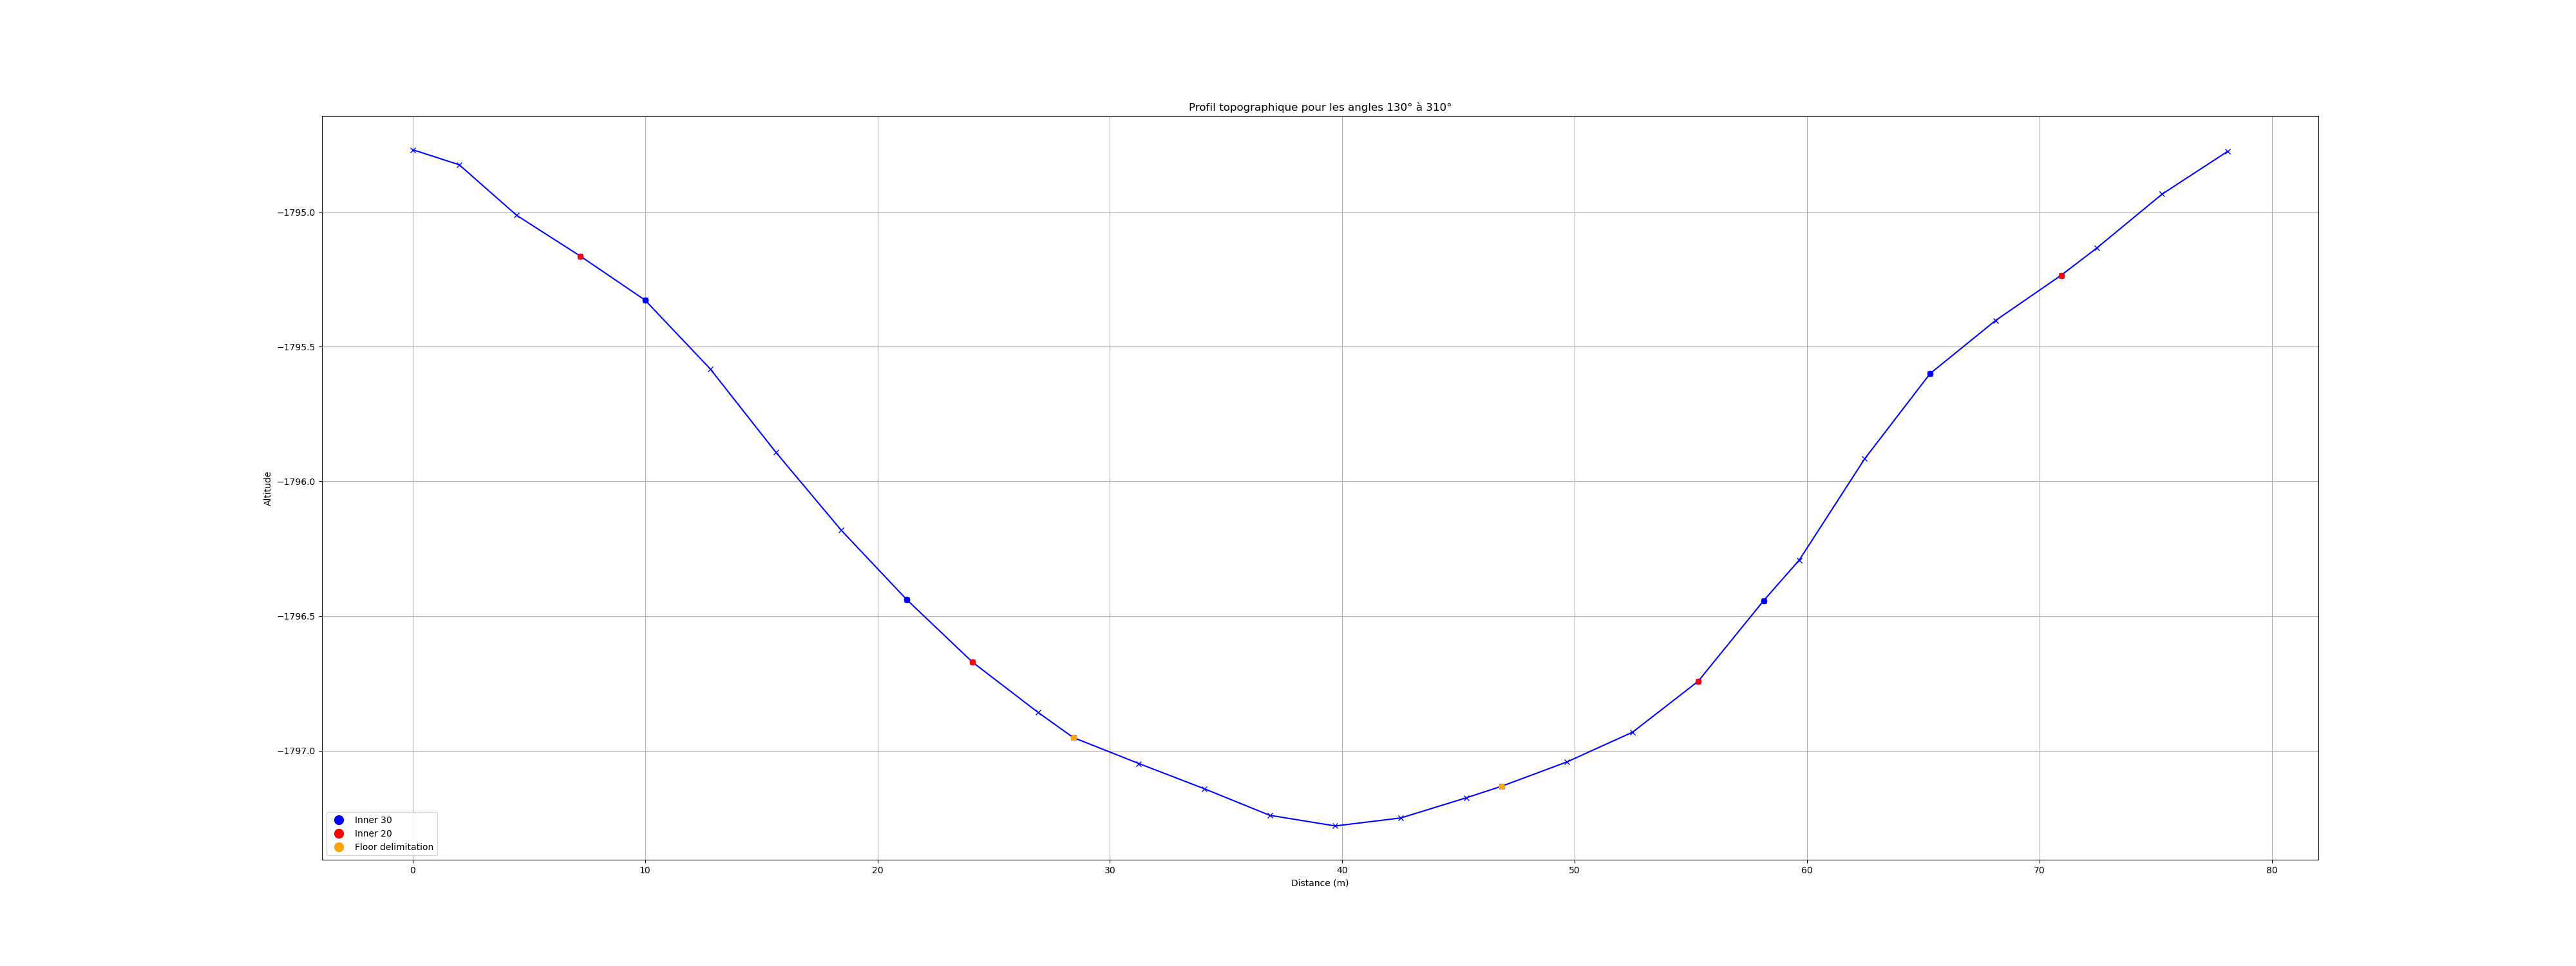 Profil topographique pour les angles 130° à 310°
Altitude
−1795.0
−1795.5
−1796.0
−1796.5
−1797.0
Inner 30
Inner 20
Floor delimitation
0 10 20 30 40 50 60 70 80
Distance (m)